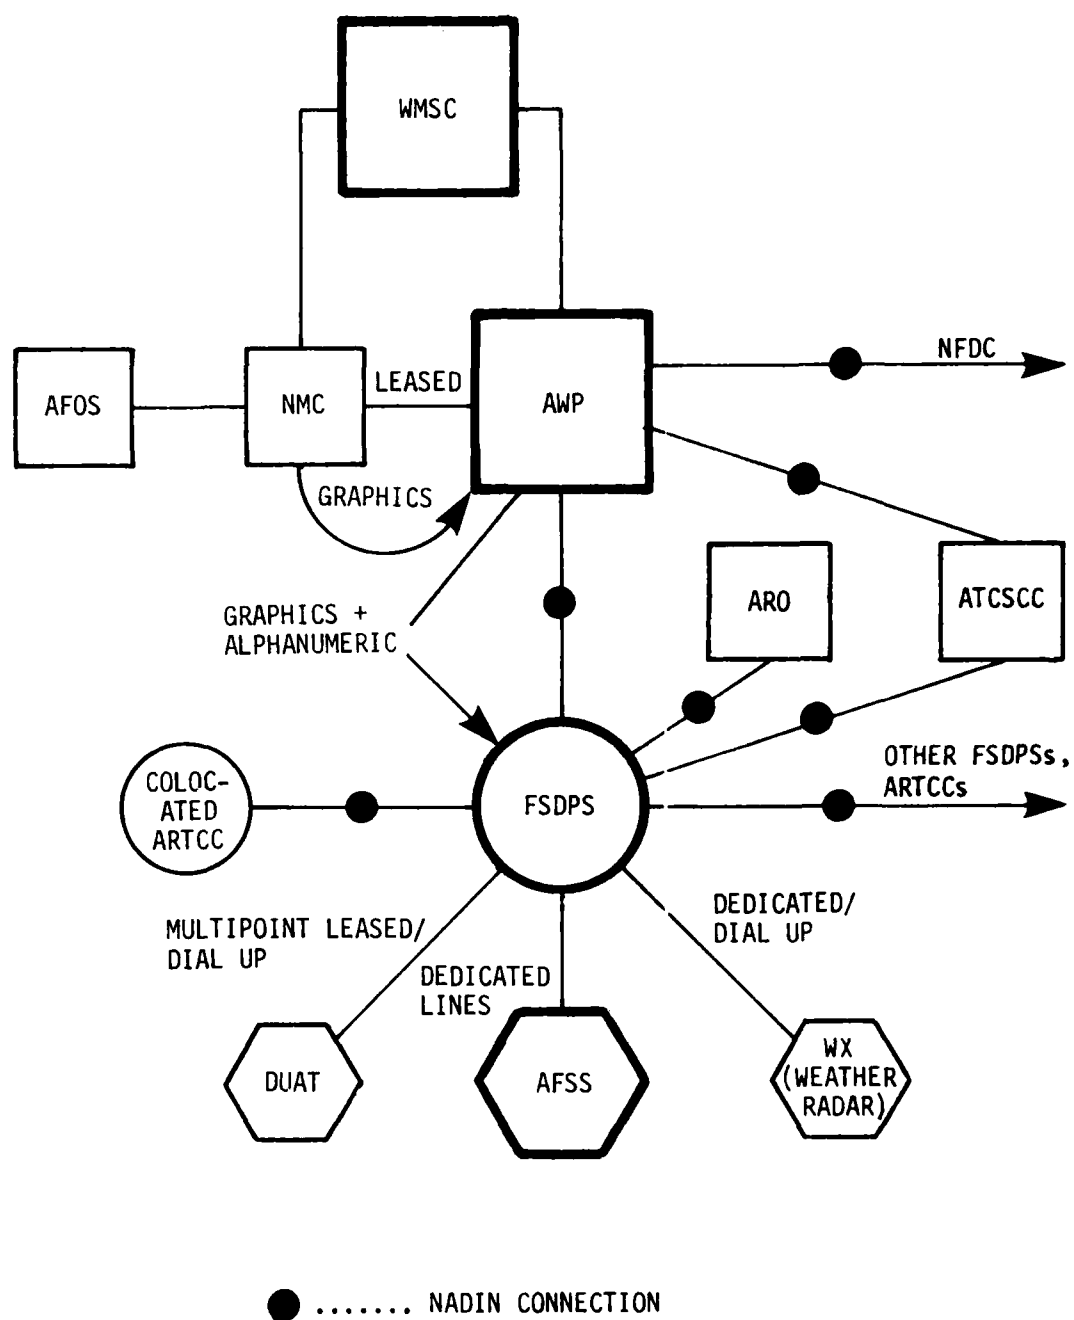 WMSC
NFDC
LEASED
AFOS
NMC
AWP
GRAPHICS
ARO
ATCSCC
GRAPHICS +
ALPHANUMERIC
OTHER FSDPSs,
ARTCCs
COLOC-
ATED
ARTCC
FSDPS
MULTIPOINT LEASED/
DIAL UP
DEDICATED/
DIAL UP
DEDICATED
LINES
DUAT
AFSS
WX
(WEATHER
RADAR)
....... NADIN CONNECTION